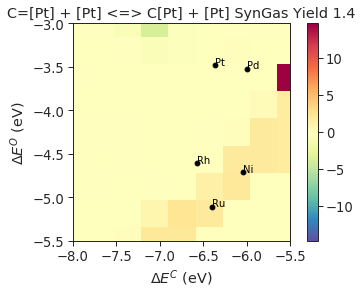 C=[Pt] + [Pt] <=> C[Pt] + [Pt] SynGas Yield 1.4
−3.0
−3.5
−4.0
−4.5
−5.0
−5.5
ΔE^O (eV)
Pt
Pd
Rh
Ni
Ru
−8.0
−7.5
−7.0
−6.5
−6.0
−5.5
ΔE^C (eV)
10
5
0
−5
−10